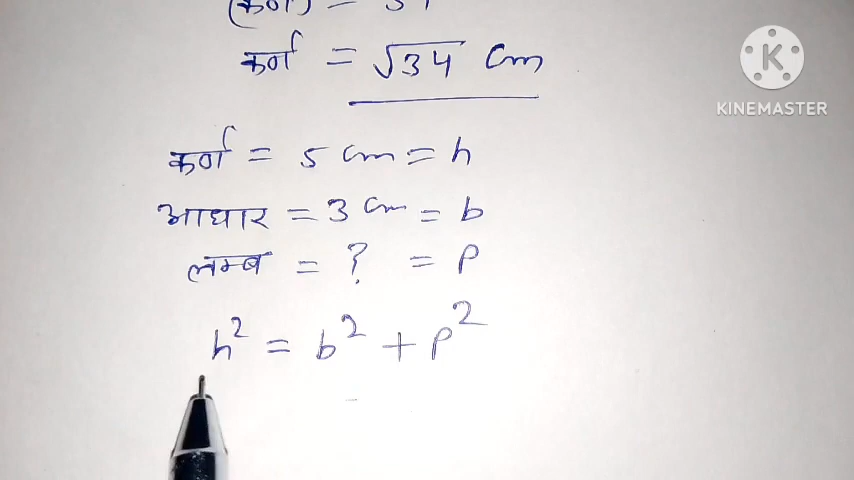 कर्ण = √34 cm
कर्ण = 5 cm = h
आधार = 3 cm = b
लम्ब = ? = p
h² = b² + p²
K
KINEMASTER